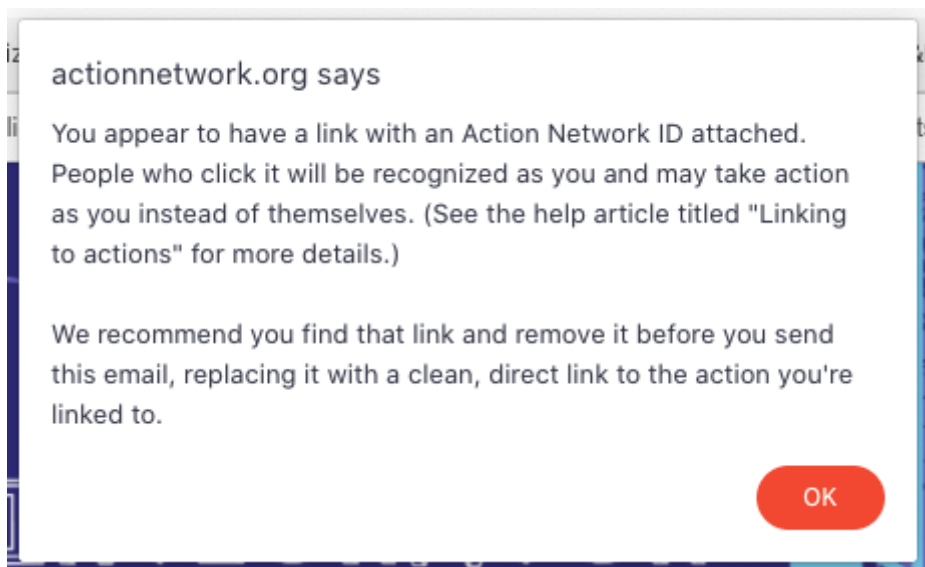 actionnetwork.org says
You appear to have a link with an Action Network ID attached.
People who click it will be recognized as you and may take action
as you instead of themselves. (See the help article titled "Linking
to actions" for more details.)
We recommend you find that link and remove it before you send
this email, replacing it with a clean, direct link to the action you're
linked to.
OK